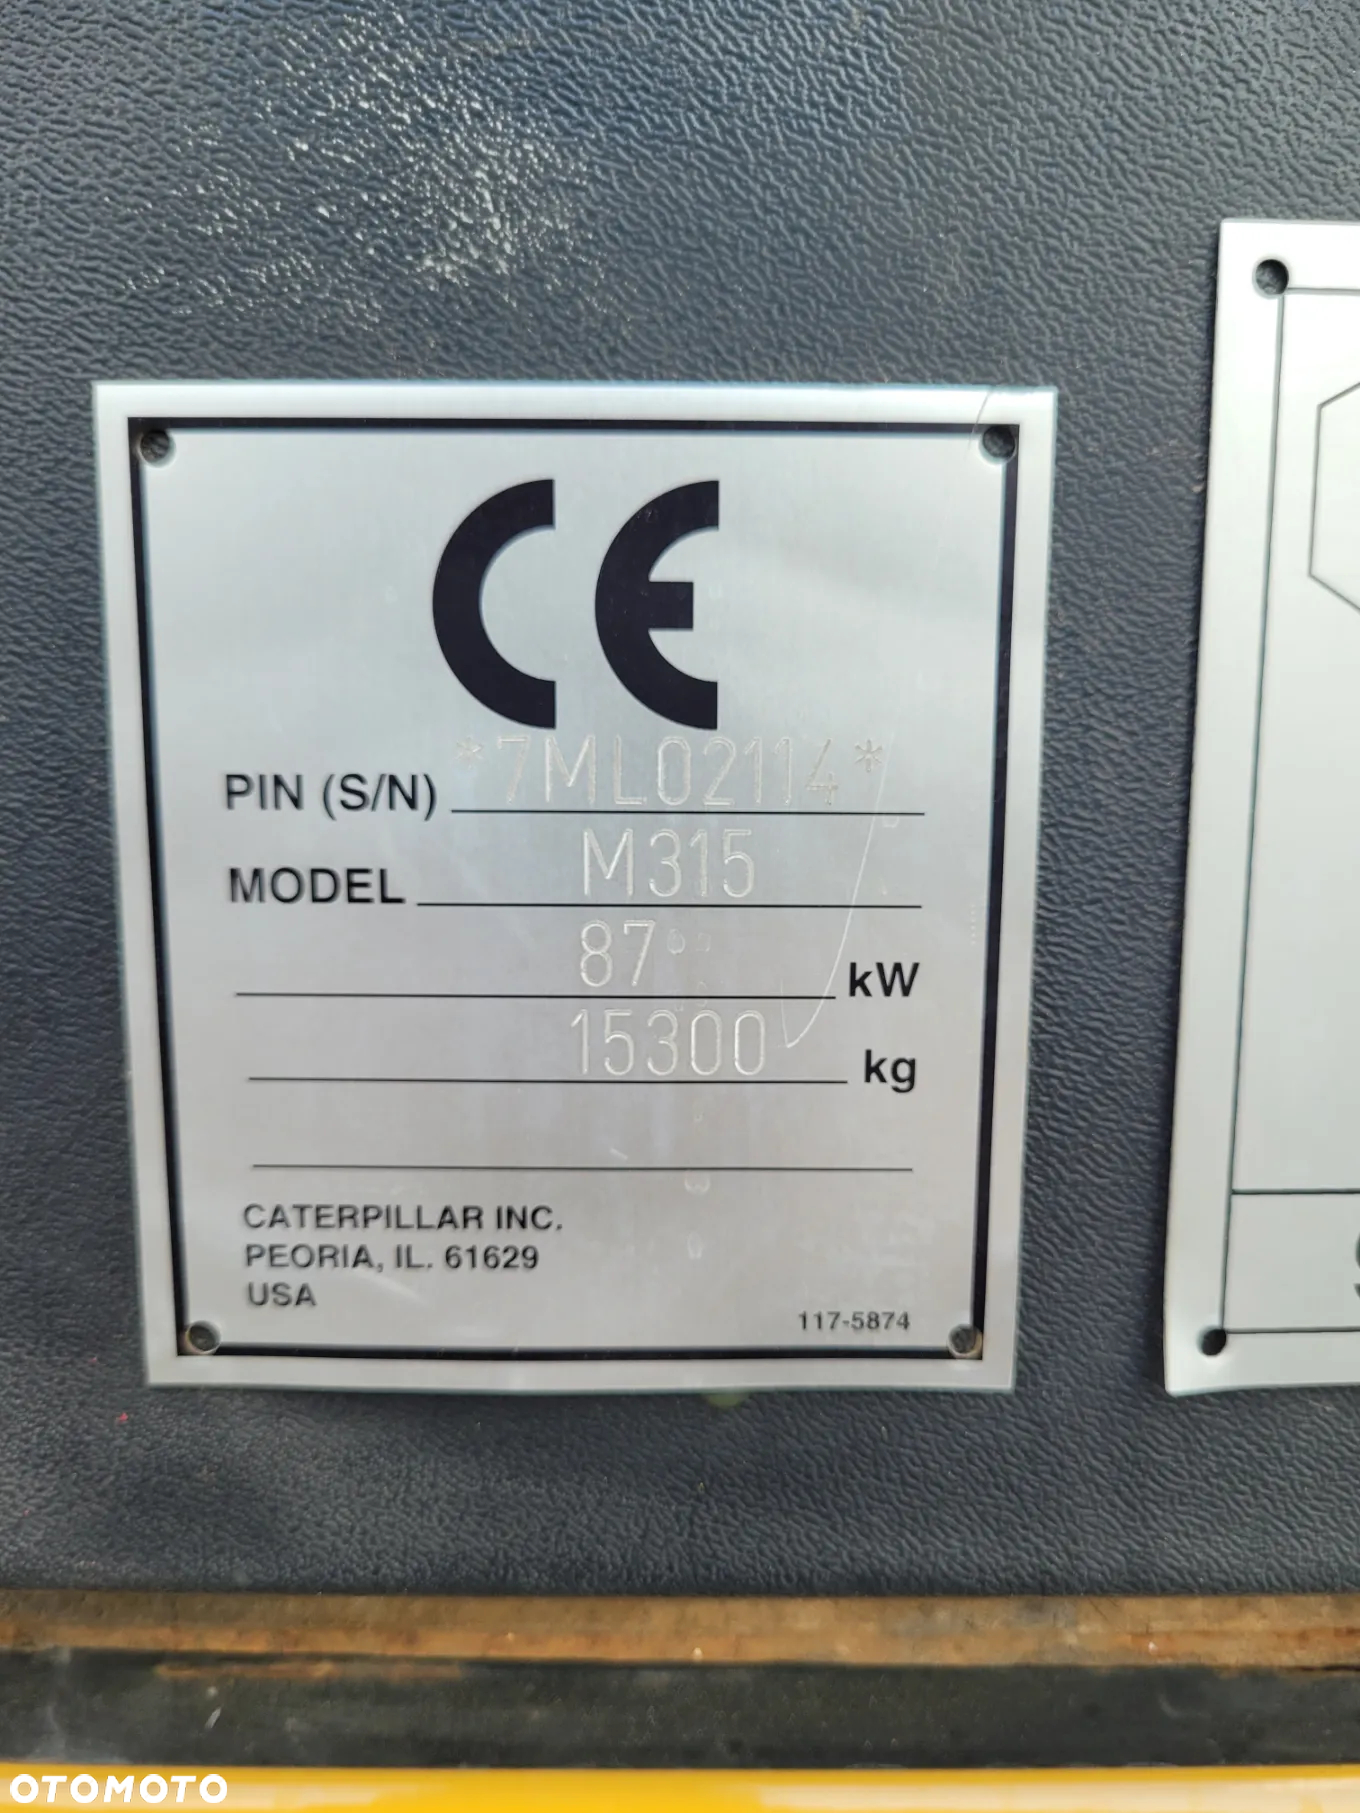 CE
PIN (S/N) *7ML02114*
MODEL M315
87 kW
15300 kg
CATERPILLAR INC.
PEORIA, IL. 61629
USA
117-5874
OTOMOTO